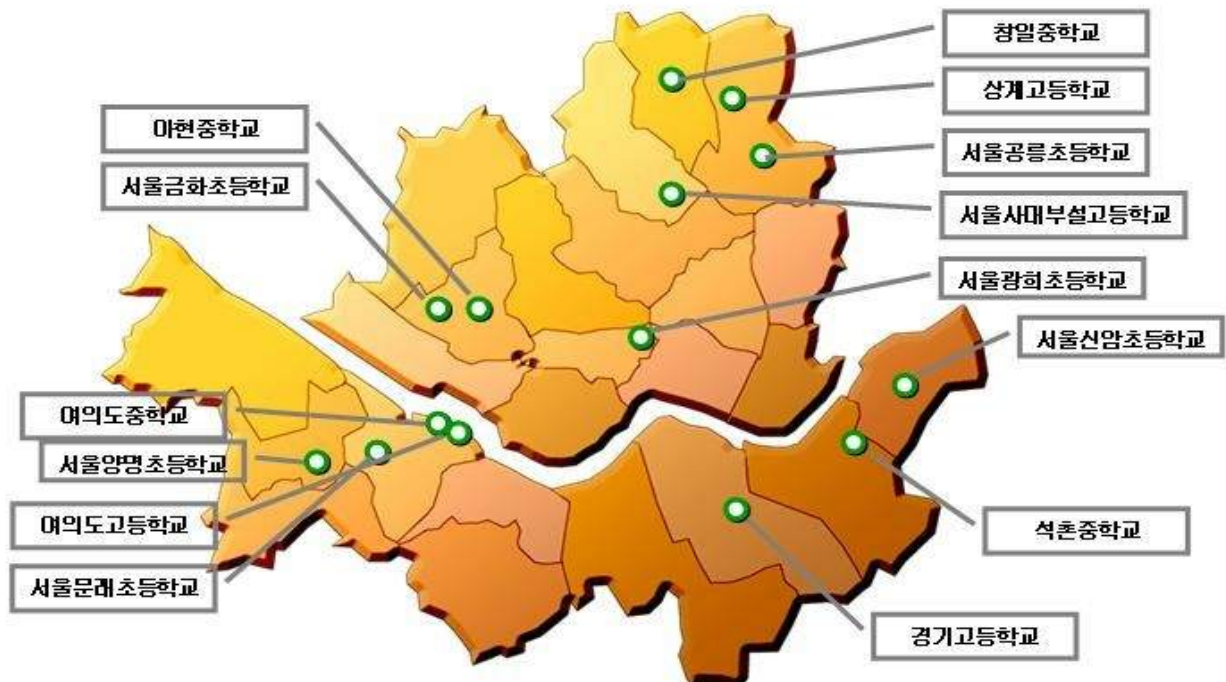 창일중학교
상계고등학교
아현중학교
서울공릉초등학교
서울금화초등학교
서울사대부설고등학교
서울광희초등학교
서울신암초등학교
여의도중학교
서울양명초등학교
여의도고등학교
석촌중학교
서울문래초등학교
경기고등학교